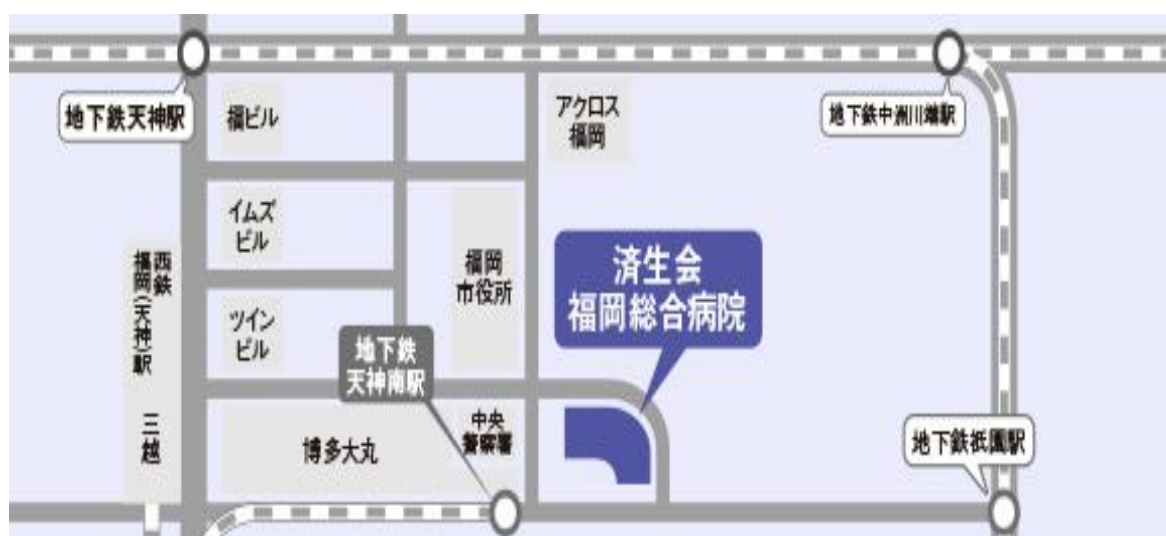 地下鉄天神駅
福ビル
アクロス
福岡
地下鉄中洲川端駅
イムズ
ビル
西鉄
福岡(天神)駅
福岡
市役所
済生会
福岡総合病院
ツイン
ビル
地下鉄
天神南駅
三越
博多大丸
中央
警察署
地下鉄祇園駅